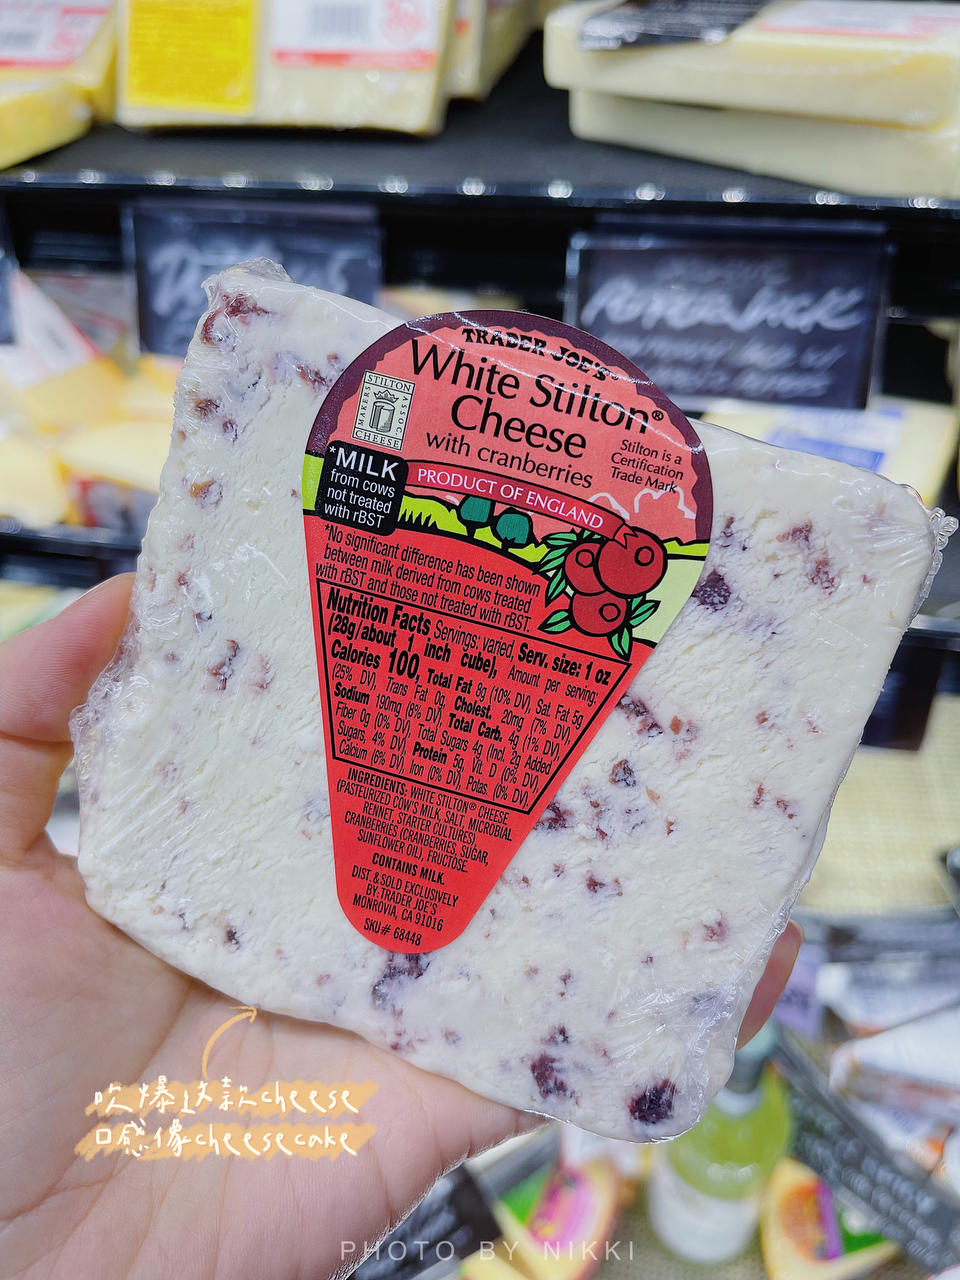 PEPPER JACK
TRADER JOE'S
White Stilton®
Cheese
with cranberries
STILTON
MAKERS
ASSOC.
CHEESE
Stilton is a
Certification
Trade Mark
*MILK
from cows
not treated
with rBST
PRODUCT OF ENGLAND
*No significant difference has been shown
between milk derived from cows treated
with rBST and those not treated with rBST.
Nutrition Facts Servings: varied, Serv. size: 1 oz
(28g/about 1 inch cube), Amount per serving:
Calories 100, Total Fat 8g (10% DV), Sat. Fat 5g
(25% DV), Trans Fat 0g, Cholest. 20mg (7% DV),
Sodium 190mg (8% DV), Total Carb. 4g (1% DV),
Fiber 0g (0% DV), Total Sugars 4g (Incl. 2g Added
Sugars, 4% DV), Protein 5g, Vit. D (0% DV),
Calcium (6% DV), Iron (0% DV), Potas. (0% DV).
INGREDIENTS: WHITE STILTON® CHEESE
(PASTEURIZED COW'S MILK, SALT, MICROBIAL
RENNET, STARTER CULTURES),
CRANBERRIES (CRANBERRIES, SUGAR,
SUNFLOWER OIL), FRUCTOSE.
CONTAINS MILK.
DIST. & SOLD EXCLUSIVELY
BY: TRADER JOE'S
MONROVIA, CA 91016
SKU# 68448
吹爆这款cheese
口感像cheesecake
PHOTO BY NIKKI